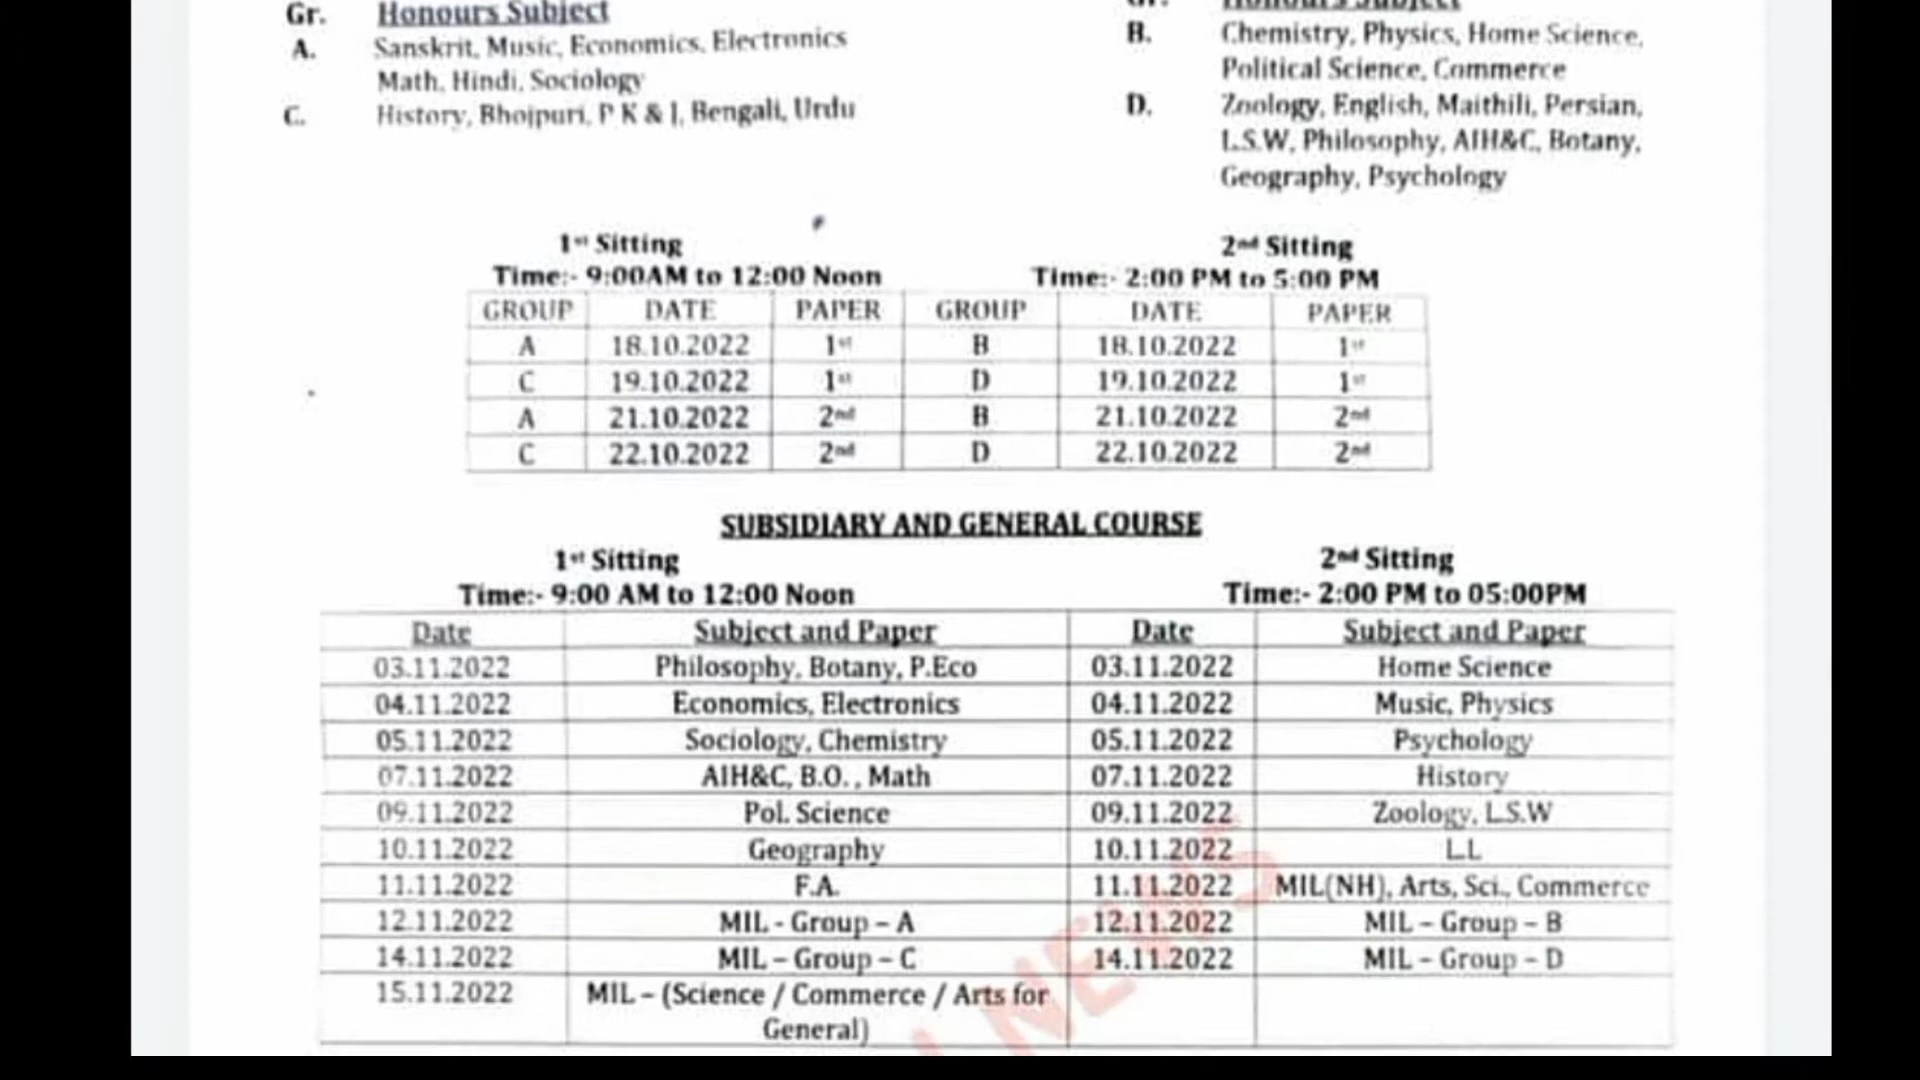 Gr. Honours Subject
A. Sanskrit, Music, Economics, Electronics
Math, Hindi, Sociology
C. History, Bhojpuri, P K & J, Bengali, Urdu
Gr. Honours Subject
B. Chemistry, Physics, Home Science,
Political Science, Commerce
D. Zoology, English, Maithili, Persian,
L.S.W, Philosophy, AIH&C, Botany,
Geography, Psychology
1st Sitting 2nd Sitting
Time:- 9:00AM to 12:00 Noon Time:- 2:00 PM to 5:00 PM
GROUP DATE PAPER GROUP DATE PAPER
A 18.10.2022 1st B 18.10.2022 1st
C 19.10.2022 1st D 19.10.2022 1st
A 21.10.2022 2nd B 21.10.2022 2nd
C 22.10.2022 2nd D 22.10.2022 2nd
SUBSIDIARY AND GENERAL COURSE
1st Sitting 2nd Sitting
Time:- 9:00 AM to 12:00 Noon Time:- 2:00 PM to 05:00PM
Date Subject and Paper Date Subject and Paper
03.11.2022 Philosophy, Botany, P.Eco 03.11.2022 Home Science
04.11.2022 Economics, Electronics 04.11.2022 Music, Physics
05.11.2022 Sociology, Chemistry 05.11.2022 Psychology
07.11.2022 AIH&C, B.O. , Math 07.11.2022 History
09.11.2022 Pol. Science 09.11.2022 Zoology, L.S.W
10.11.2022 Geography 10.11.2022 L.L
11.11.2022 F.A. 11.11.2022 MIL(NH), Arts, Sci., Commerce
12.11.2022 MIL - Group – A 12.11.2022 MIL – Group – B
14.11.2022 MIL – Group – C 14.11.2022 MIL – Group – D
15.11.2022 MIL – (Science / Commerce / Arts for
General)
NEWS